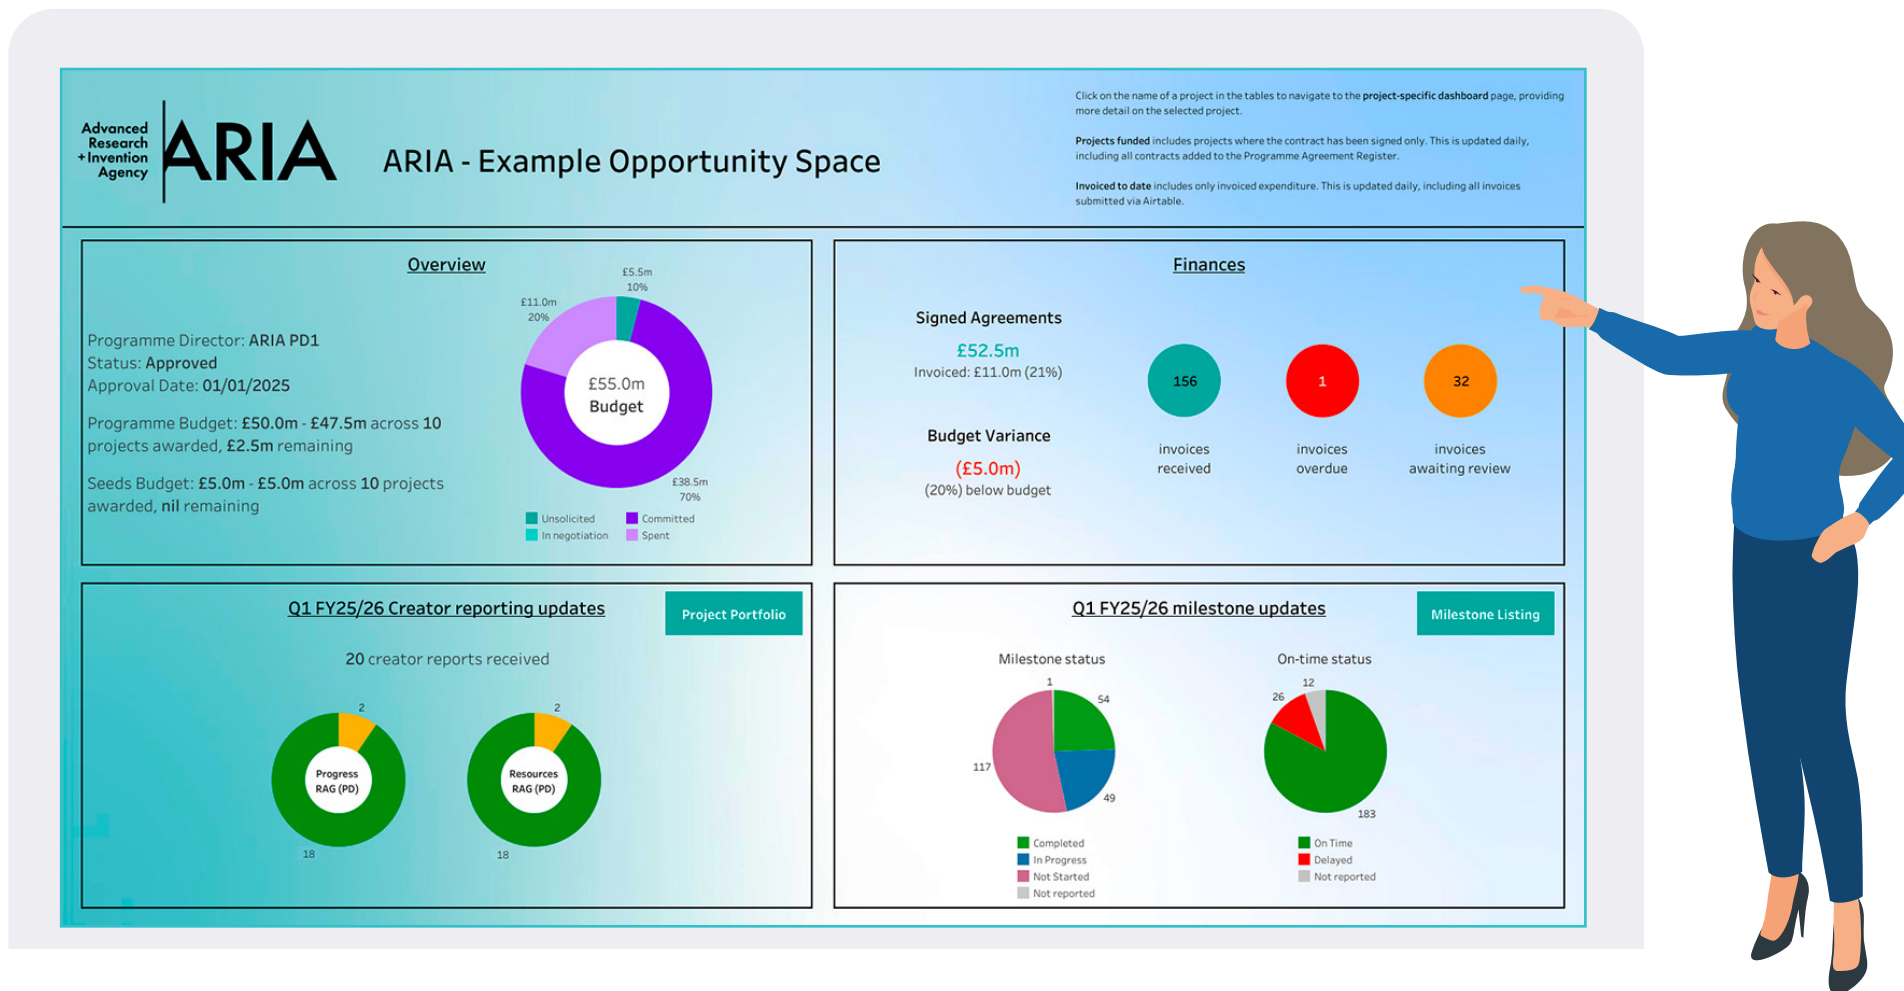 Advanced
Research
+Invention
Agency
ARIA
ARIA - Example Opportunity Space
Click on the name of a project in the tables to navigate to the project-specific dashboard page, providing
more detail on the selected project.
Projects funded includes projects where the contract has been signed only. This is updated daily,
including all contracts added to the Programme Agreement Register.
Invoiced to date includes only invoiced expenditure. This is updated daily, including all invoices
submitted via Airtable.
Overview
Programme Director: ARIA PD1
Status: Approved
Approval Date: 01/01/2025
Programme Budget: £50.0m - £47.5m across 10
projects awarded, £2.5m remaining
Seeds Budget: £5.0m - £5.0m across 10 projects
awarded, nil remaining
£5.5m
10%
£11.0m
20%
£55.0m
Budget
£38.5m
70%
Unsolicited
Committed
In negotiation
Spent
Finances
Signed Agreements
£52.5m
Invoiced: £11.0m (21%)
Budget Variance
(£5.0m)
(20%) below budget
156
invoices
received
1
invoices
overdue
32
invoices
awaiting review
Q1 FY25/26 Creator reporting updates
Project Portfolio
20 creator reports received
2
Progress
RAG (PD)
18
2
Resources
RAG (PD)
18
Q1 FY25/26 milestone updates
Milestone Listing
Milestone status
1
54
117
49
Completed
In Progress
Not Started
Not reported
On-time status
12
26
183
On Time
Delayed
Not reported